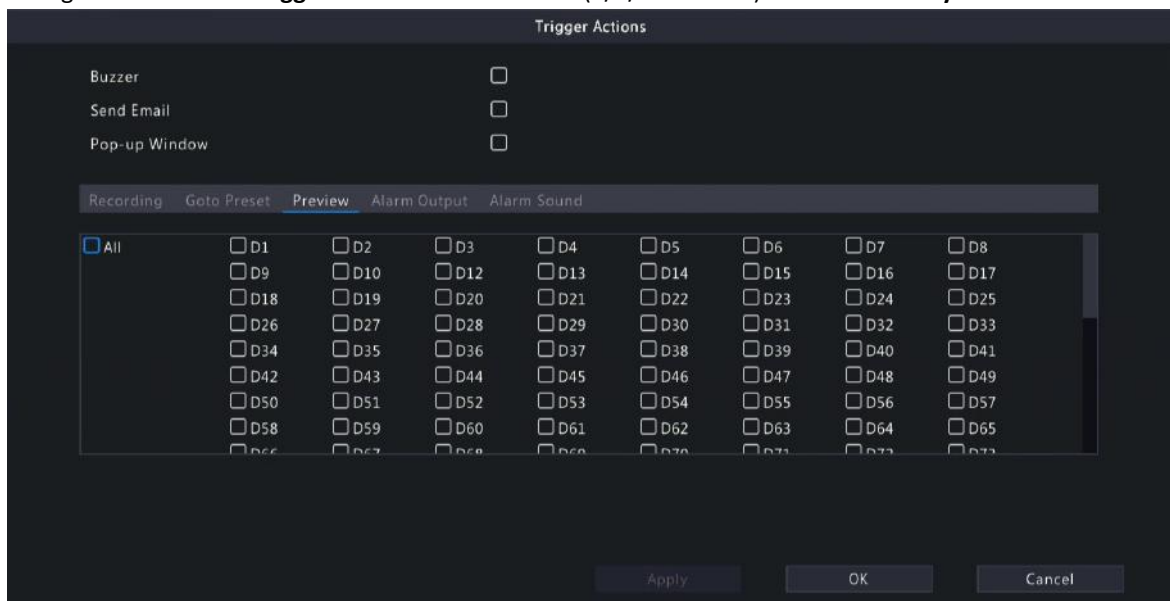 Trigger Actions
Buzzer
Send Email
Pop-up Window
Recording Goto Preset Preview Alarm Output Alarm Sound
All D1 D2 D3 D4 D5 D6 D7 D8
D9 D10 D12 D13 D14 D15 D16 D17
D18 D19 D20 D21 D22 D23 D24 D25
D26 D27 D28 D29 D30 D31 D32 D33
D34 D35 D36 D37 D38 D39 D40 D41
D42 D43 D44 D45 D46 D47 D48 D49
D50 D51 D52 D53 D54 D55 D56 D57
D58 D59 D60 D61 D62 D63 D64 D65
Apply OK Cancel